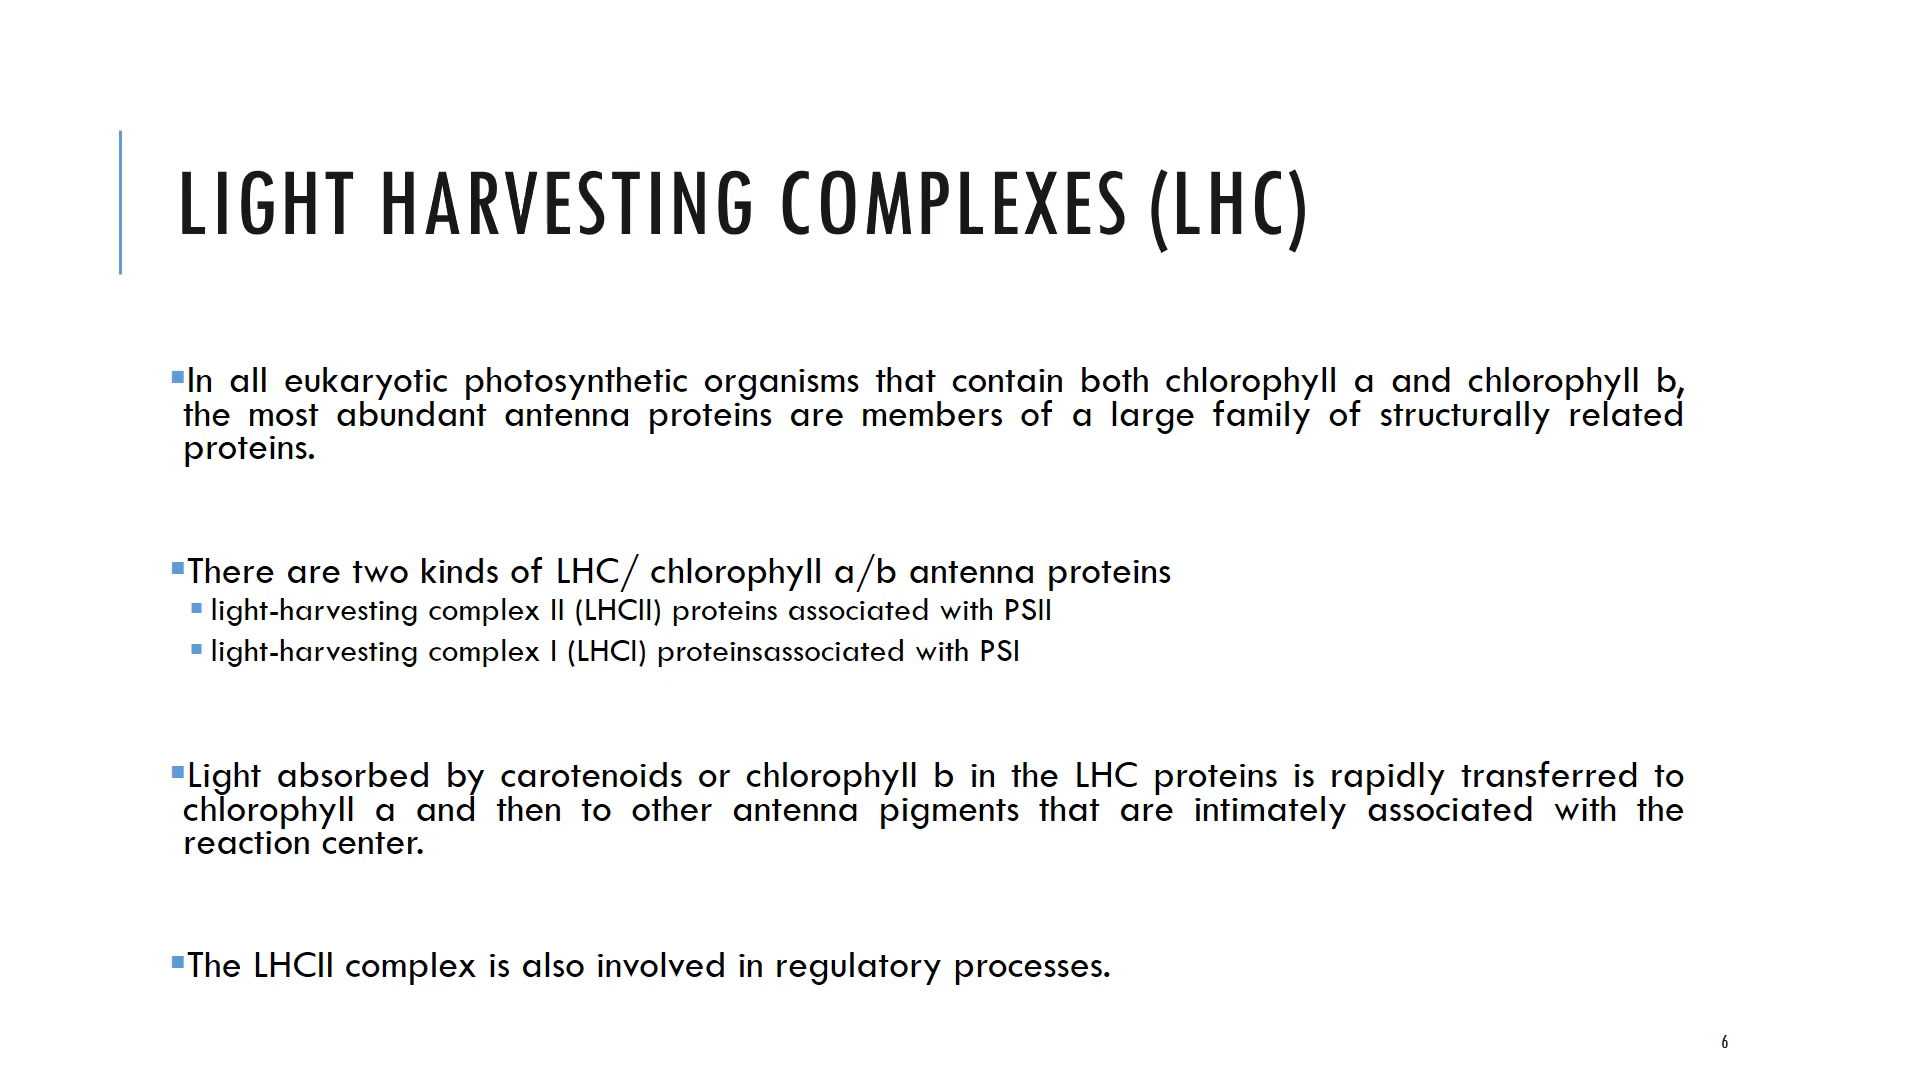 LIGHT HARVESTING COMPLEXES (LHC)
▪In all eukaryotic photosynthetic organisms that contain both chlorophyll a and chlorophyll b,
the most abundant antenna proteins are members of a large family of structurally related
proteins.
▪There are two kinds of LHC/ chlorophyll a/b antenna proteins
▪ light-harvesting complex II (LHCII) proteins associated with PSII
▪ light-harvesting complex I (LHCI) proteinsassociated with PSI
▪Light absorbed by carotenoids or chlorophyll b in the LHC proteins is rapidly transferred to
chlorophyll a and then to other antenna pigments that are intimately associated with the
reaction center.
▪The LHCII complex is also involved in regulatory processes.
6